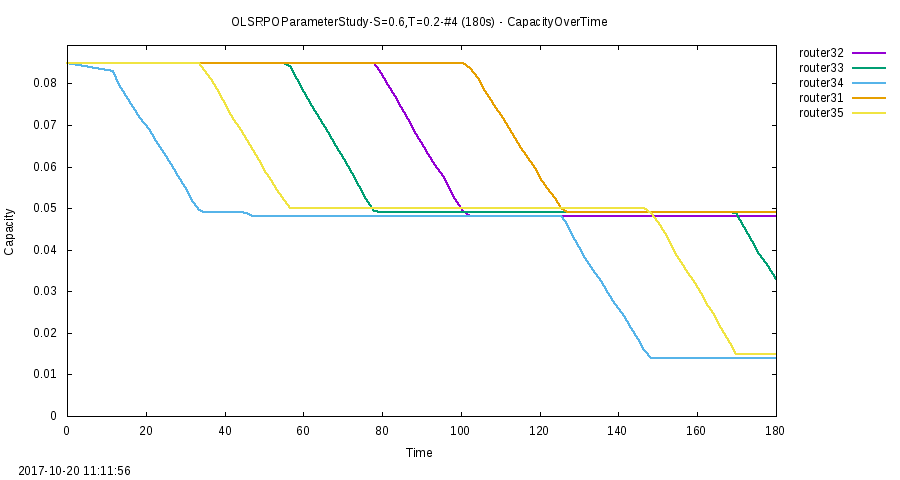 OLSRPOParameterStudy-S=0.6,T=0.2-#4 (180s) - CapacityOverTime
router32
router33
router34
router31
router35
0.08
0.07
0.06
0.05
0.04
0.03
0.02
0.01
0
Capacity
0 20 40 60 80 100 120 140 160 180
Time
2017-10-20 11:11:56